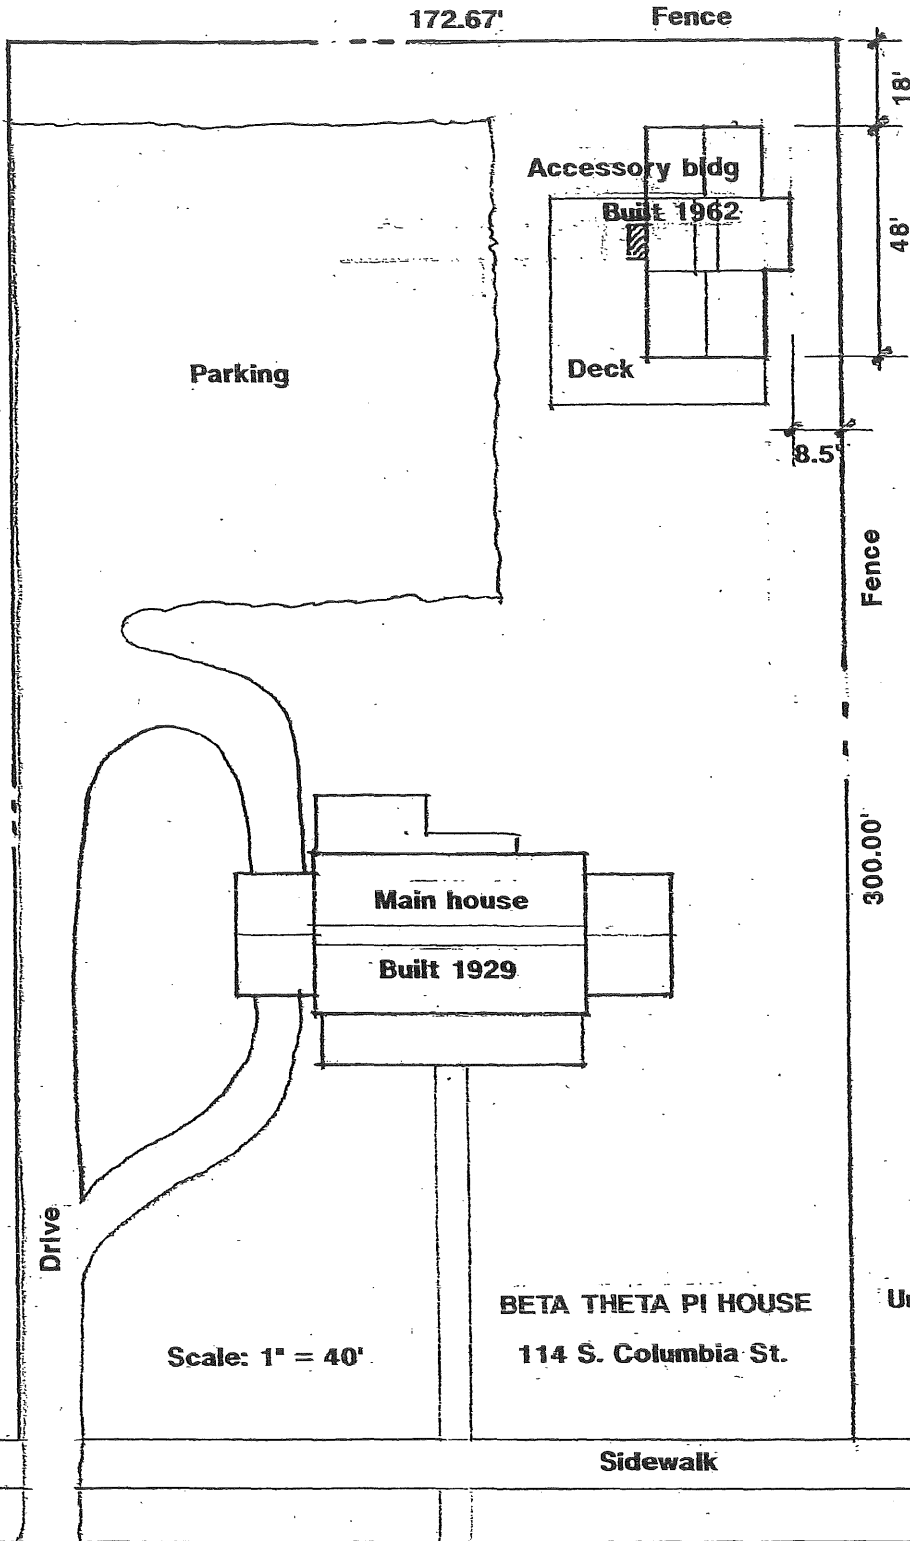 172.67'
Fence
18'
Accessory bldg
Built 1962
48'
Parking
Deck
8.5'
Fence
300.00'
Main house
Built 1929
Drive
BETA THETA PI HOUSE
Scale: 1" = 40'
114 S. Columbia St.
Sidewalk